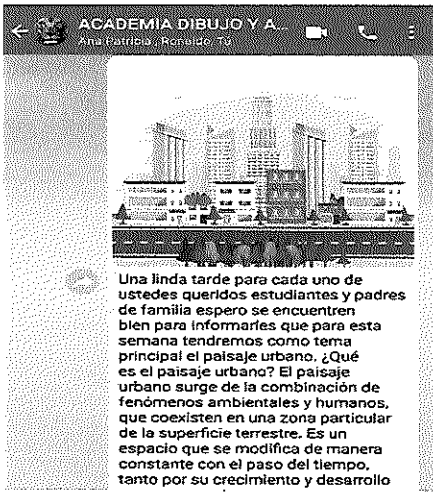 ACADEMIA DIBUJO Y A...
Ana Patricia, Ronaldo, Tú
Una linda tarde para cada uno de
ustedes queridos estudiantes y padres
de familia espero se encuentren
bien para informarles que para esta
semana tendremos como tema
principal el paisaje urbano. ¿Qué
es el paisaje urbano? El paisaje
urbano surge de la combinación de
fenómenos ambientales y humanos,
que coexisten en una zona particular
de la superficie terrestre. Es un
espacio que se modifica de manera
constante con el paso del tiempo,
tanto por su crecimiento y desarrollo